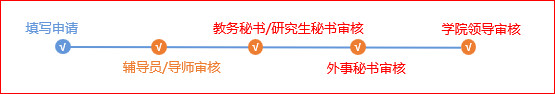 填写申请
辅导员/导师审核
教务秘书/研究生秘书审核
外事秘书审核
学院领导审核